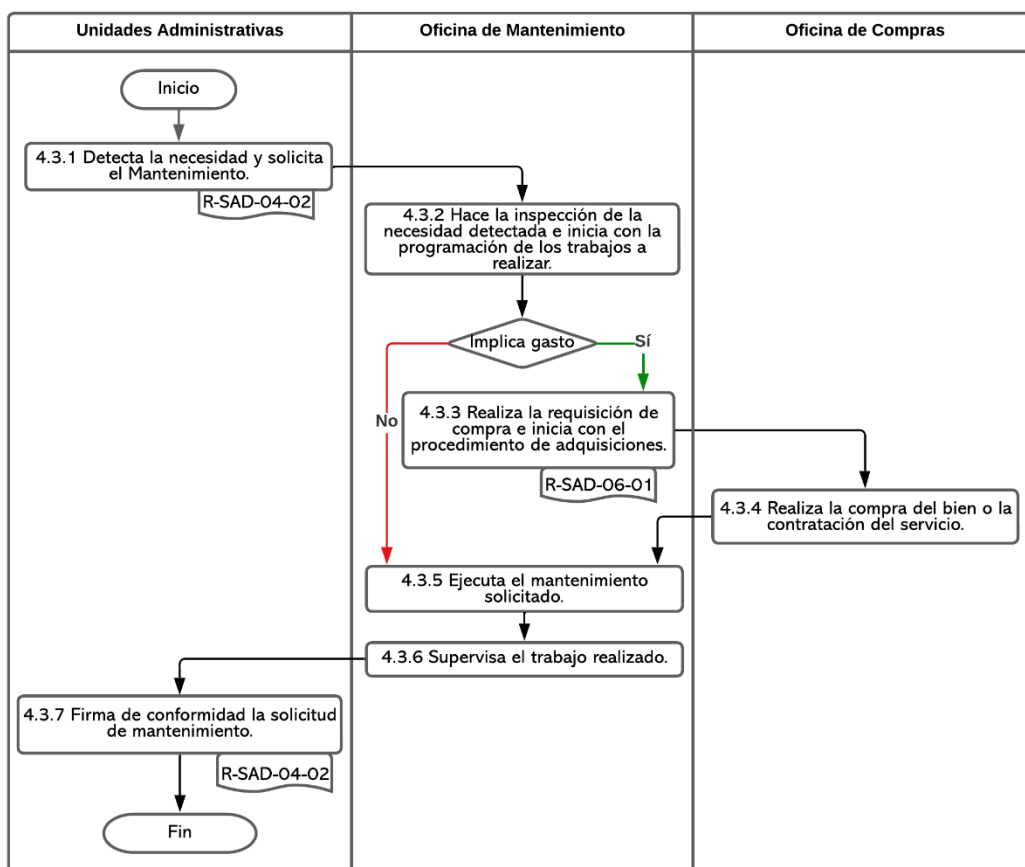 Unidades Administrativas
Oficina de Mantenimiento
Oficina de Compras
Inicio
4.3.1 Detecta la necesidad y solicita
el Mantenimiento.
R-SAD-04-02
4.3.2 Hace la inspección de la
necesidad detectada e inicia con la
programación de los trabajos a
realizar.
Implica gasto
Sí
No
4.3.3 Realiza la requisición de
compra e inicia con el
procedimiento de adquisiciones.
R-SAD-06-01
4.3.4 Realiza la compra del bien o la
contratación del servicio.
4.3.5 Ejecuta el mantenimiento
solicitado.
4.3.6 Supervisa el trabajo realizado.
4.3.7 Firma de conformidad la solicitud
de mantenimiento.
R-SAD-04-02
Fin